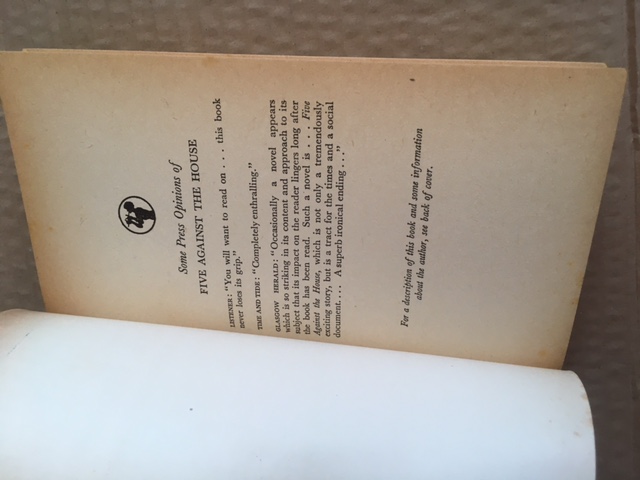 Some Press Opinions of
FIVE AGAINST THE HOUSE
LISTENER: "You will want to read on . . . this book
never loses its grip."
TIME AND TIDE: "Completely enthralling."
GLASGOW HERALD: "Occasionally a novel appears
which is so striking in its content and approach to its
subject that its impact on the reader lingers long after
the book has been read. Such a novel is . . . Five
Against the House, which is not only a tremendously
exciting story, but is a tract for the times and a social
document.... A superb ironical ending . . ."
For a description of this book and some information
about the author, see back of cover.